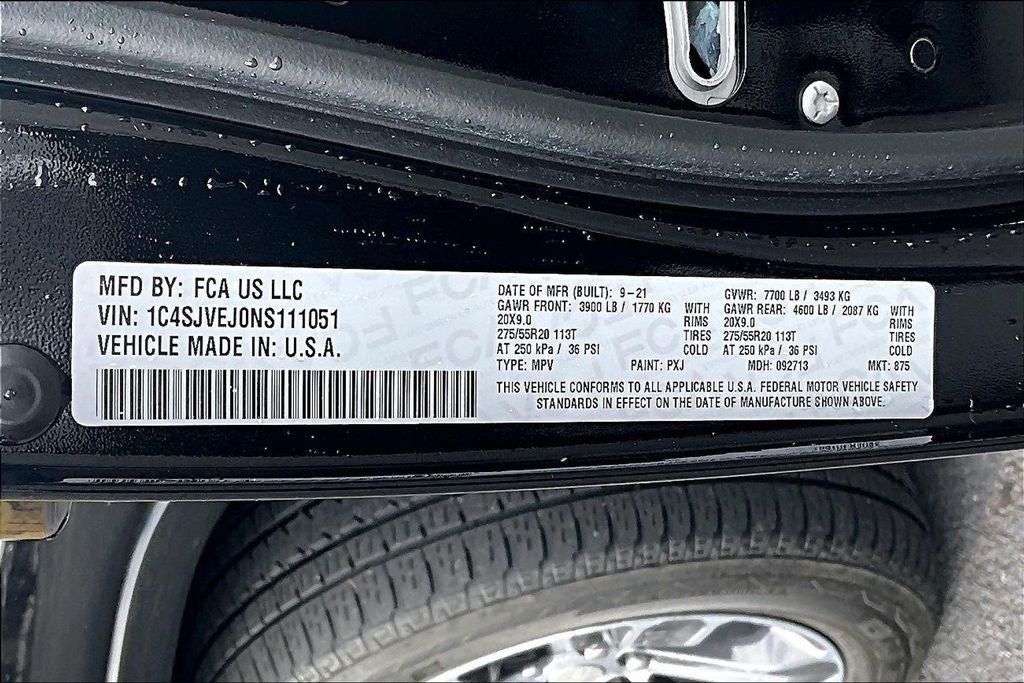 MFD BY: FCA US LLC
VIN: 1C4SJVEJ0NS111051
VEHICLE MADE IN: U.S.A.
DATE OF MFR (BUILT): 9-21 GVWR: 7700 LB / 3493 KG
GAWR FRONT: 3900 LB / 1770 KG WITH GAWR REAR: 4600 LB / 2087 KG WITH
20X9.0 RIMS 20X9.0 RIMS
275/55R20 113T TIRES 275/55R20 113T TIRES
AT 250 kPa / 36 PSI COLD AT 250 kPa / 36 PSI COLD
TYPE: MPV PAINT: PXJ MDH: 092713 MKT: 875
THIS VEHICLE CONFORMS TO ALL APPLICABLE U.S.A. FEDERAL MOTOR VEHICLE SAFETY
STANDARDS IN EFFECT ON THE DATE OF MANUFACTURE SHOWN ABOVE.